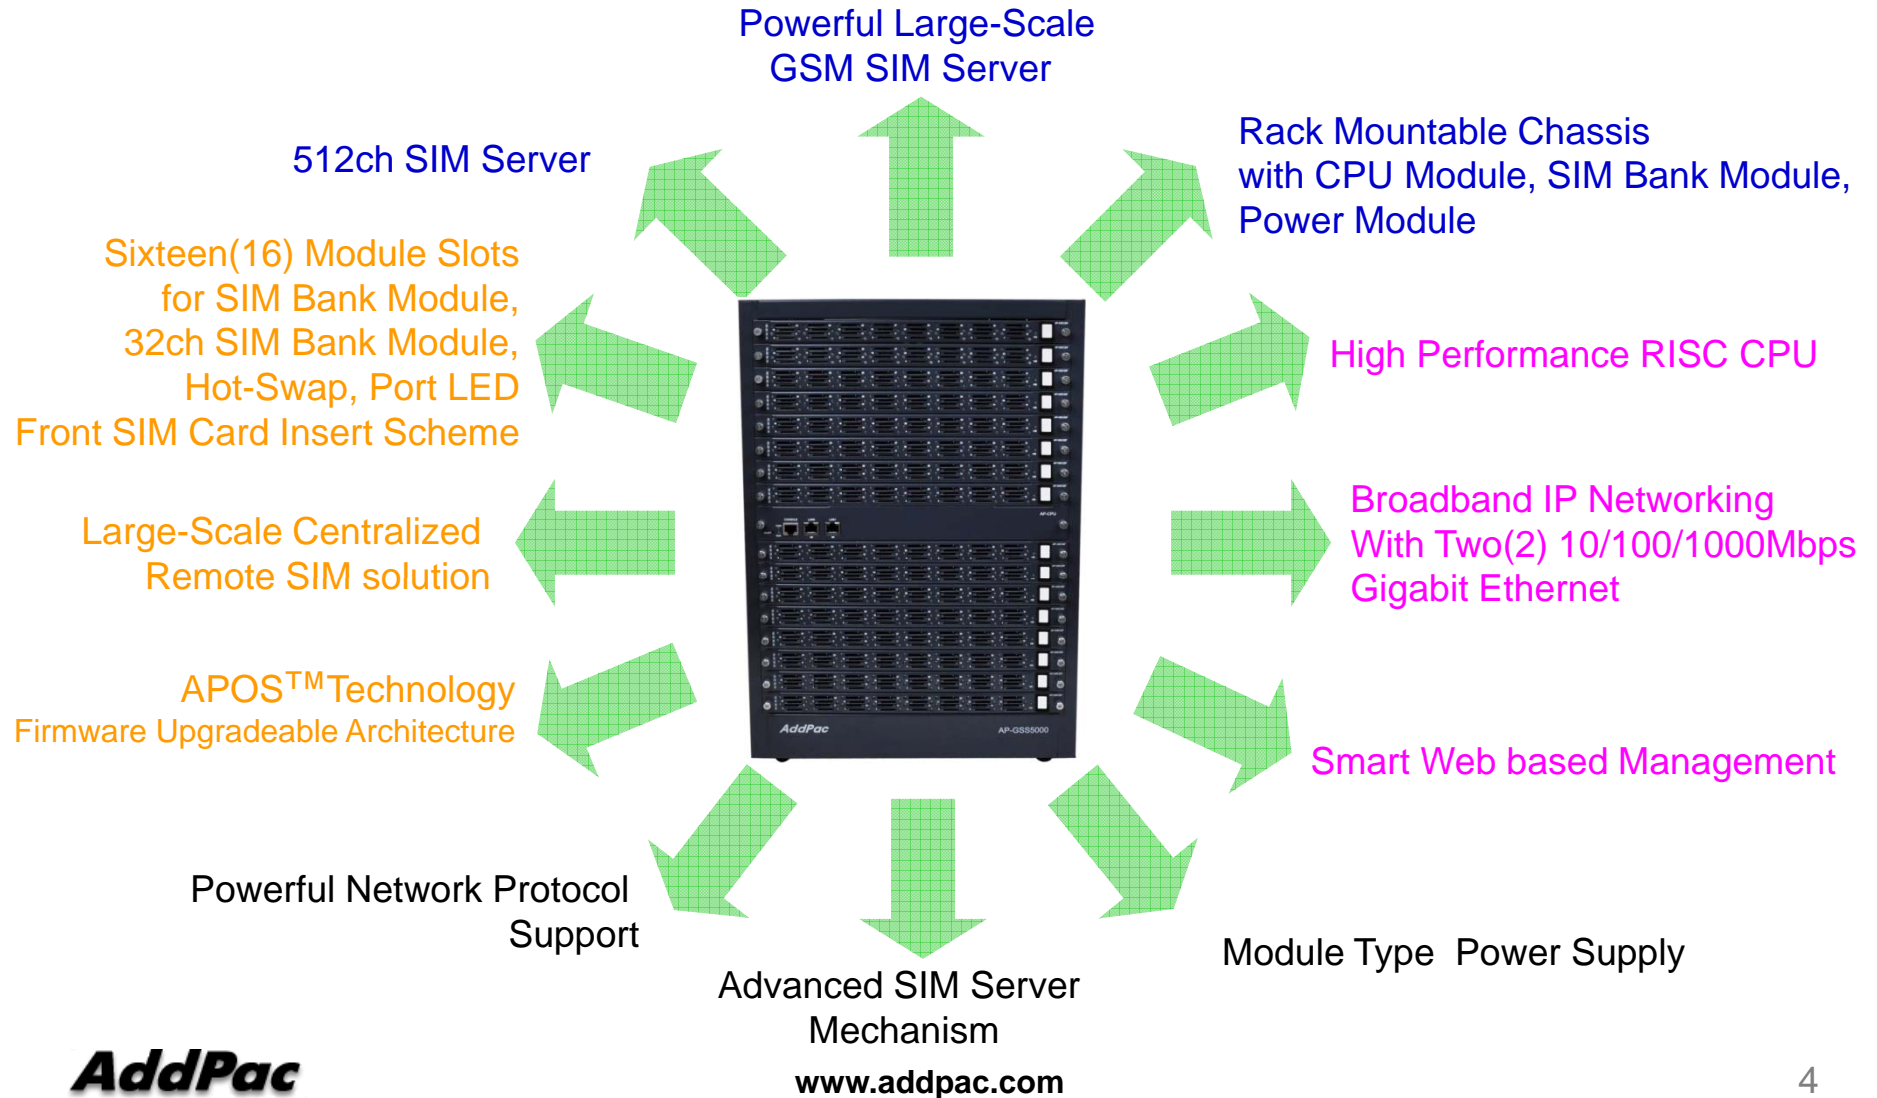 Powerful Large-Scale
GSM SIM Server
512ch SIM Server
Rack Mountable Chassis
with CPU Module, SIM Bank Module,
Power Module
Sixteen(16) Module Slots
for SIM Bank Module,
32ch SIM Bank Module,
Hot-Swap, Port LED
Front SIM Card Insert Scheme
High Performance RISC CPU
Large-Scale Centralized
Remote SIM solution
Broadband IP Networking
With Two(2) 10/100/1000Mbps
Gigabit Ethernet
APOS™Technology
Firmware Upgradeable Architecture
Smart Web based Management
AP-CPU
AddPac
AP-GSS5000
Powerful Network Protocol
Support
Module Type Power Supply
Advanced SIM Server
Mechanism
AddPac
www.addpac.com
4